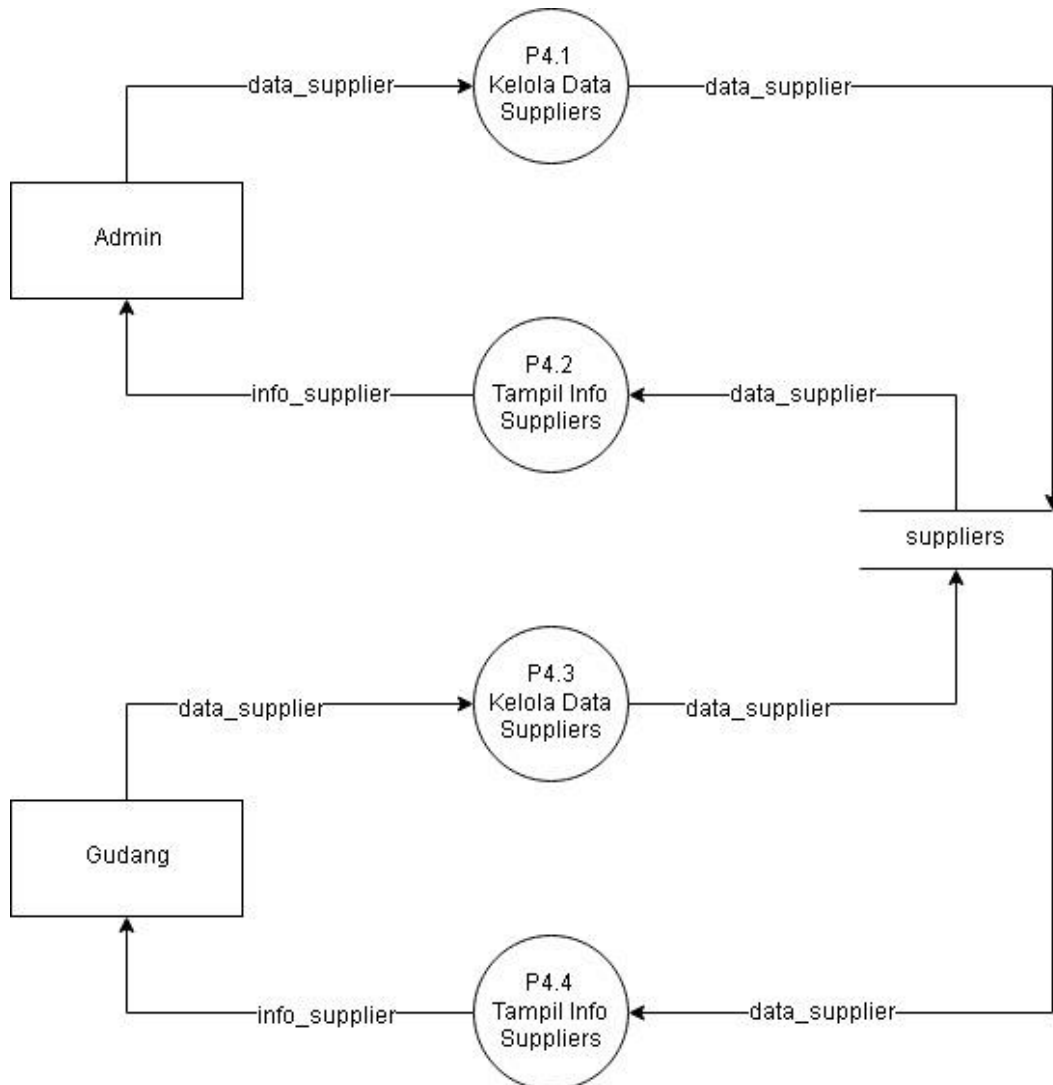 P4.1
Kelola Data
Suppliers
data_supplier
data_supplier
Admin
P4.2
Tampil Info
Suppliers
info_supplier
data_supplier
suppliers
P4.3
Kelola Data
Suppliers
data_supplier
data_supplier
Gudang
P4.4
Tampil Info
Suppliers
info_supplier
data_supplier